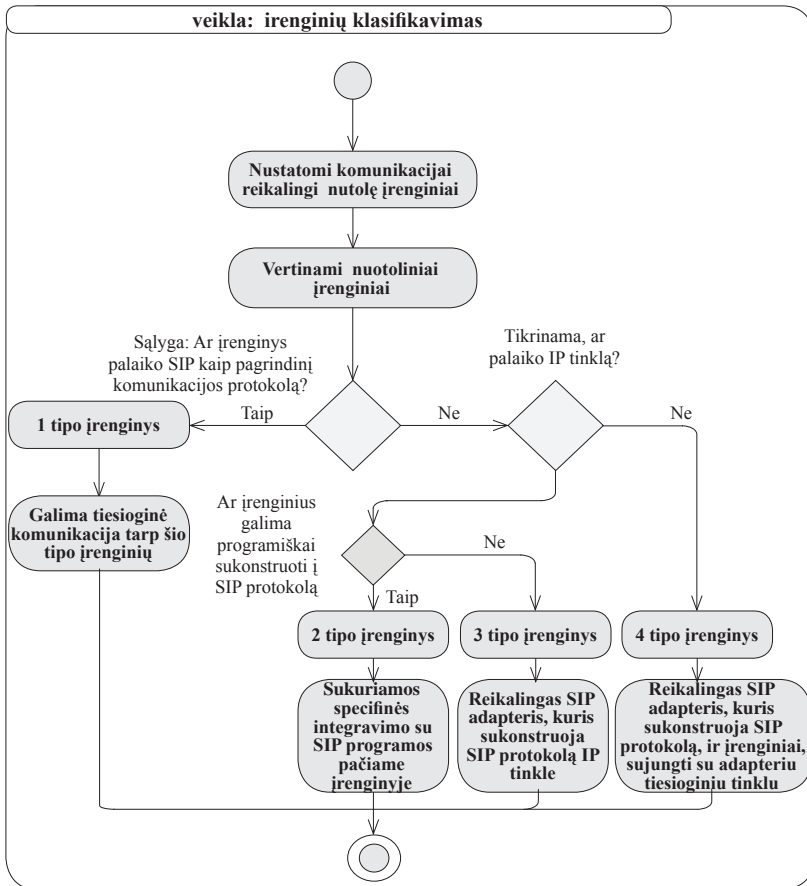 veikla: irenginių klasifikavimas
Nustatomi komunikacijai
reikalingi nutolę įrenginiai
Vertinami nuotoliniai
įrenginiai
Sąlyga: Ar įrenginys
palaiko SIP kaip pagrindinį
komunikacijos protokolą?
Tikrinama, ar
palaiko IP tinklą?
Taip
Ne
Ne
1 tipo įrenginys
Galima tiesioginė
komunikacija tarp šio
tipo įrenginių
Ar įrenginius
galima
programiškai
sukonstruoti į
SIP protokolą
Ne
Taip
2 tipo įrenginys
3 tipo įrenginys
4 tipo įrenginys
Sukuriamos
specifinės
integravimo su
SIP programos
pačiame
įrenginyje
Reikalingas SIP
adapteris, kuris
sukonstruoja
SIP protokolą IP
tinkle
Reikalingas SIP
adapteris, kuris
sukonstruoja SIP
protokolą, ir įrenginiai,
sujungti su adapteriu
tiesioginiu tinklu